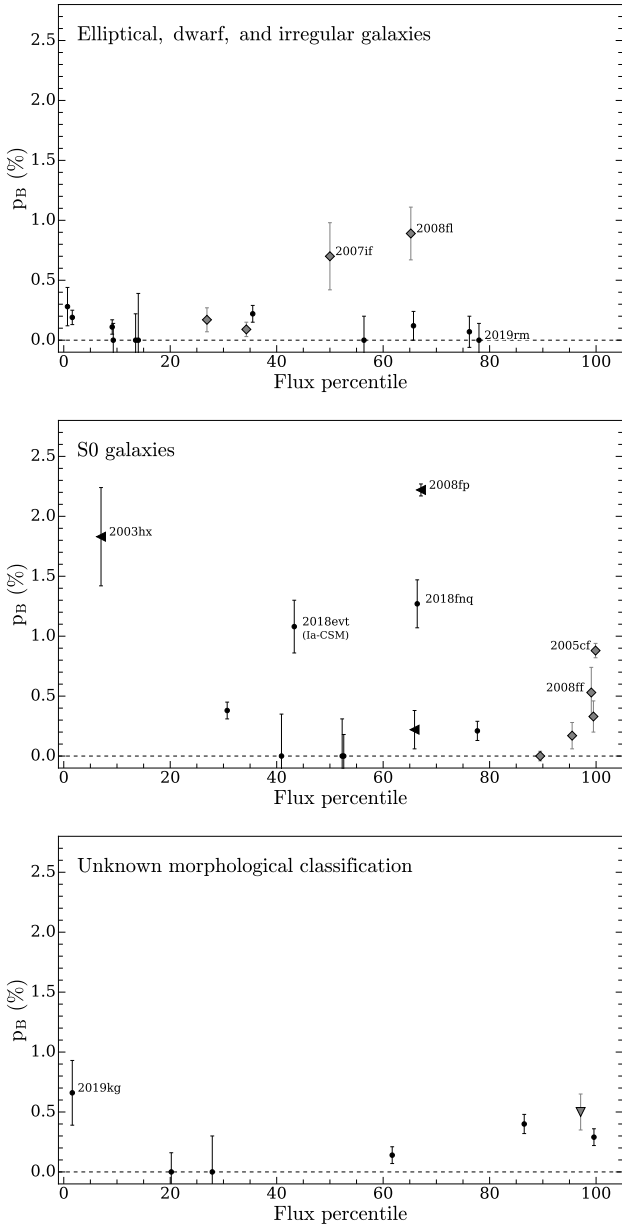 Elliptical, dwarf, and irregular galaxies
2.5
2.0
1.5
1.0
0.5
0.0
p_B (%)
2007if
2008fl
2019rm
0 20 40 60 80 100
Flux percentile
S0 galaxies
2.5
2.0
1.5
1.0
0.5
0.0
p_B (%)
2008fp
2003hx
2018fnq
2018evt
(Ia-CSM)
2005cf
2008ff
0 20 40 60 80 100
Flux percentile
Unknown morphological classification
2.5
2.0
1.5
1.0
0.5
0.0
p_B (%)
2019kg
0 20 40 60 80 100
Flux percentile